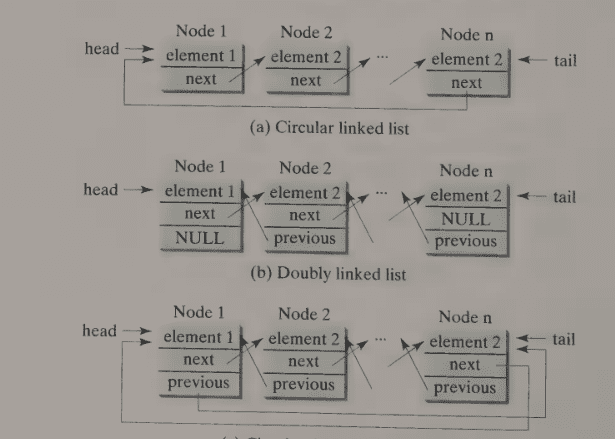 Node 1 Node 2 Node n
head element 1 element 2 ... element 2 tail
next next next
(a) Circular linked list
Node 1 Node 2 Node n
head element 1 element 2 ... element 2 tail
next next NULL
NULL previous previous
(b) Doubly linked list
Node 1 Node 2 Node n
head element 1 element 2 ... element 2 tail
next next next
previous previous previous